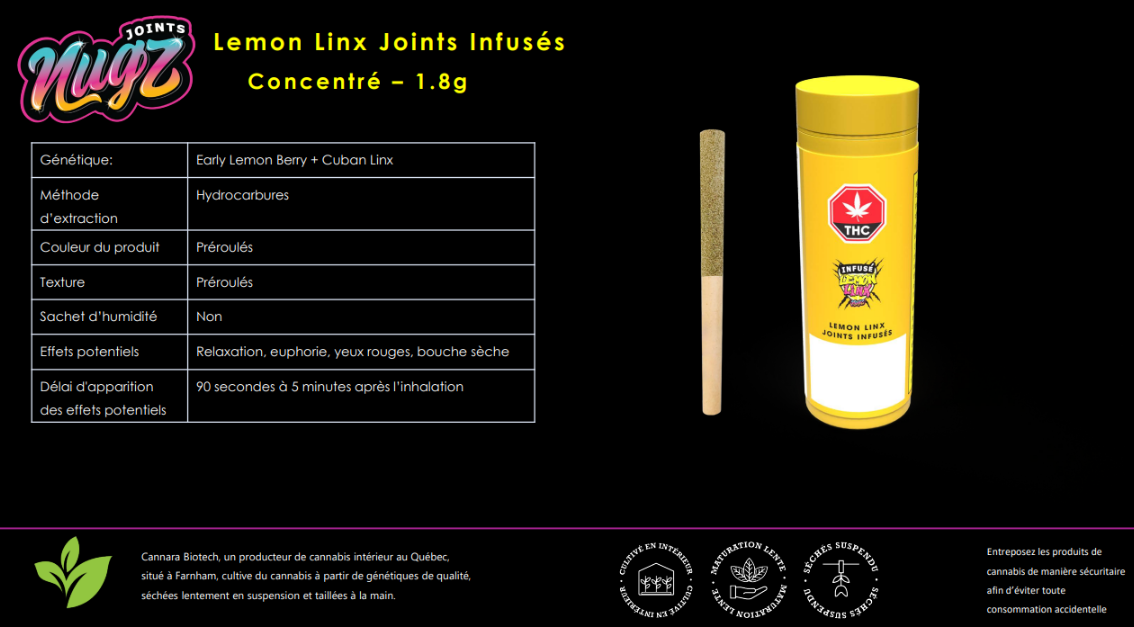 JOINTS
Nugz
Lemon Linx Joints Infusés
Concentré – 1.8g
Génétique: Early Lemon Berry + Cuban Linx
Méthode Hydrocarbures
d'extraction
Couleur du produit Préroulés
Texture Préroulés
Sachet d'humidité Non
Effets potentiels Relaxation, euphorie, yeux rouges, bouche sèche
Délai d'apparition 90 secondes à 5 minutes après l'inhalation
des effets potentiels
THC
INFUSÉ
LEMON
LINX
LEMON LINX
JOINTS INFUSÉS
Cannara Biotech, un producteur de cannabis intérieur au Québec,
situé à Farnham, cultive du cannabis à partir de génétiques de qualité,
séchées lentement en suspension et taillées à la main.
CULTIVÉ EN INTÉRIEUR · CULTIVÉ EN INTÉRIEUR ·
MATURATION LENTE · MATURATION LENTE ·
SÉCHÉS SUSPENDU · SÉCHÉS SUSPENDU ·
Entreposez les produits de
cannabis de manière sécuritaire
afin d'éviter toute
consommation accidentelle